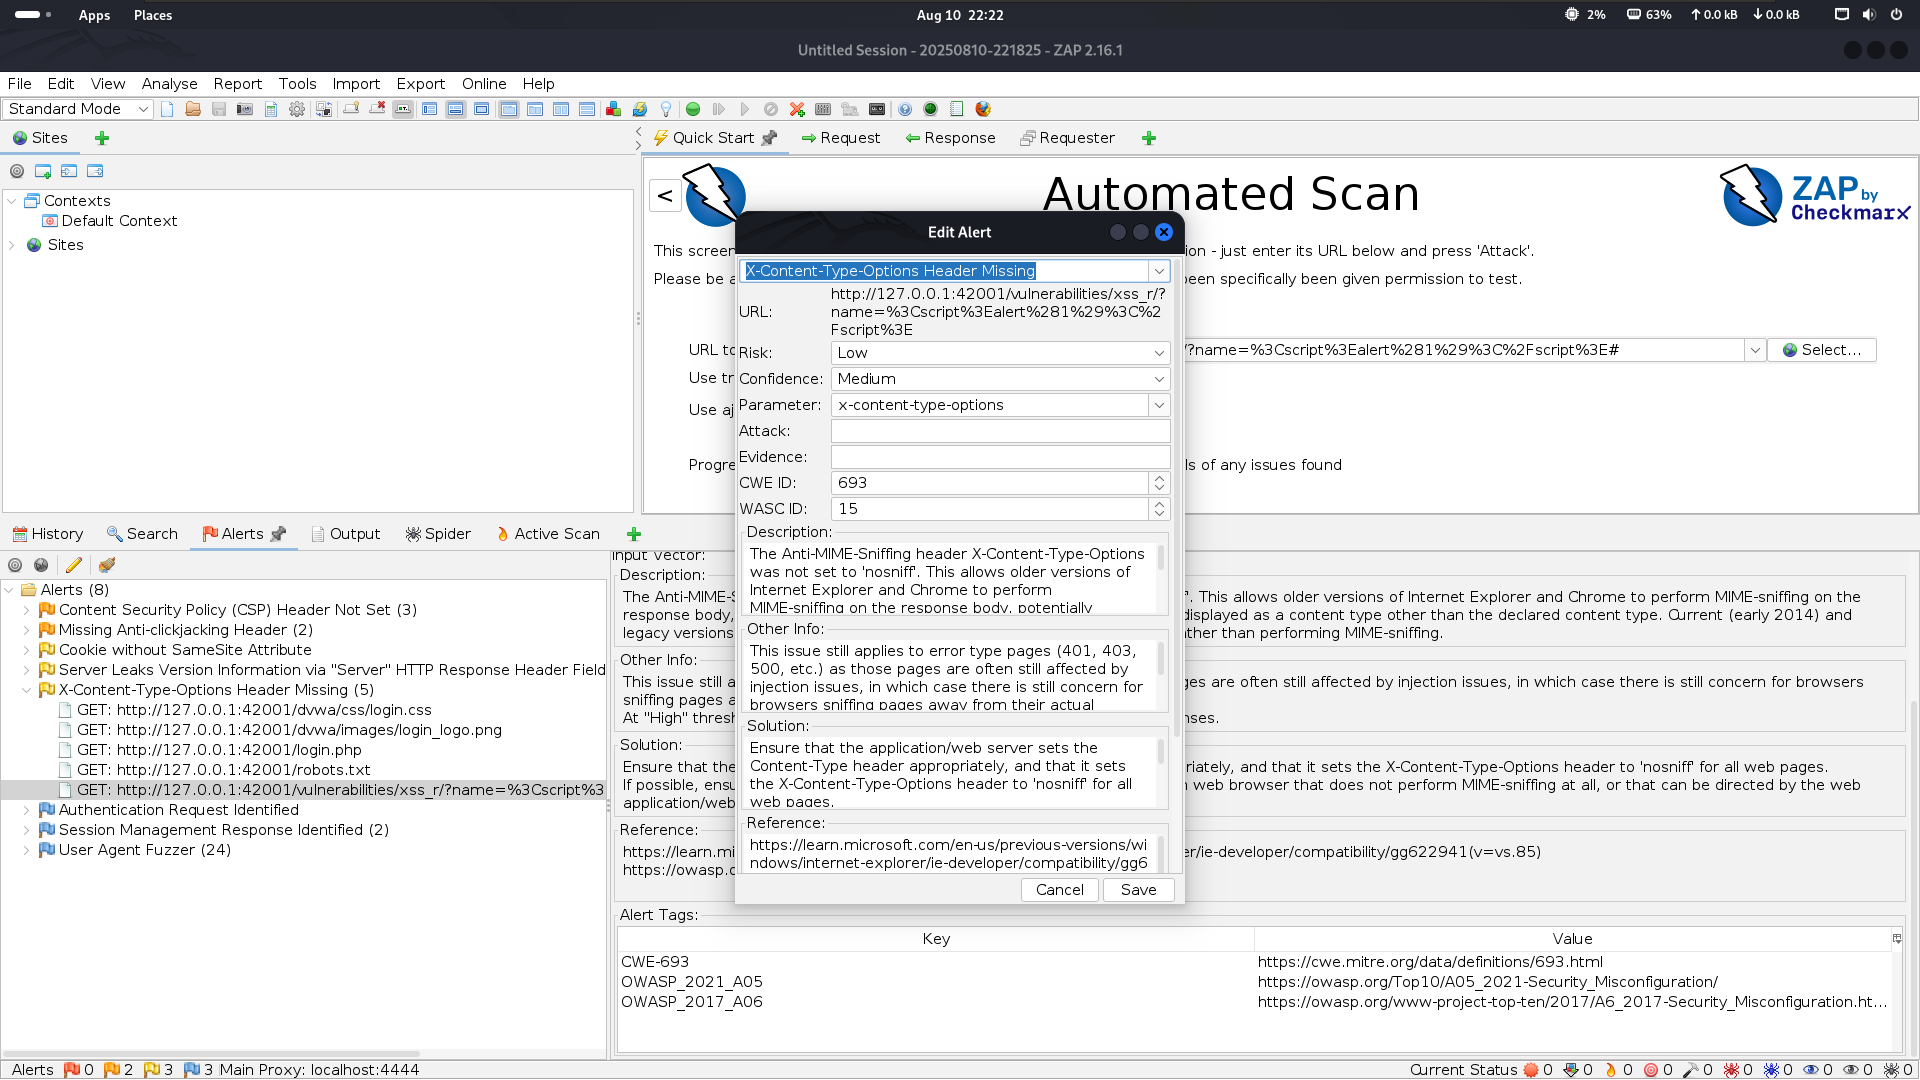 Apps Places Aug 10 22:22 2% 63% 0.0 kB 0.0 kB
Untitled Session - 20250810-221825 - ZAP 2.16.1
File Edit View Analyse Report Tools Import Export Online Help
Standard Mode
Sites
Quick Start Request Response Requester
Contexts
Default Context
Sites
<
Automated Scan
ZAP by Checkmarx
This screen
ion - just enter its URL below and press 'Attack'.
Please be a
een specifically been given permission to test.
URL to
/?name=%3Cscript%3Ealert%281%29%3C%2Fscript%3E#
Select...
Use tr
Use aj
Progre
ls of any issues found
Edit Alert
X-Content-Type-Options Header Missing
URL:
http://127.0.0.1:42001/vulnerabilities/xss_r/?
name=%3Cscript%3Ealert%281%29%3C%2
Fscript%3E
Risk: Low
Confidence: Medium
Parameter: x-content-type-options
Attack:
Evidence:
CWE ID: 693
WASC ID: 15
Description:
The Anti-MIME-Sniffing header X-Content-Type-Options
was not set to 'nosniff'. This allows older versions of
Internet Explorer and Chrome to perform
MIME-sniffing on the response body, potentially
Other Info:
This issue still applies to error type pages (401, 403,
500, etc.) as those pages are often still affected by
injection issues, in which case there is still concern for
browsers sniffing pages away from their actual
Solution:
Ensure that the application/web server sets the
Content-Type header appropriately, and that it sets
the X-Content-Type-Options header to 'nosniff' for all
web pages.
Reference:
https://learn.microsoft.com/en-us/previous-versions/wi
ndows/internet-explorer/ie-developer/compatibility/gg6
Cancel Save
History Search Alerts Output Spider Active Scan
Alerts (8)
Content Security Policy (CSP) Header Not Set (3)
Missing Anti-clickjacking Header (2)
Cookie without SameSite Attribute
Server Leaks Version Information via "Server" HTTP Response Header Field
X-Content-Type-Options Header Missing (5)
GET: http://127.0.0.1:42001/dvwa/css/login.css
GET: http://127.0.0.1:42001/dvwa/images/login_logo.png
GET: http://127.0.0.1:42001/login.php
GET: http://127.0.0.1:42001/robots.txt
GET: http://127.0.0.1:42001/vulnerabilities/xss_r/?name=%3Cscript%3
Authentication Request Identified
Session Management Response Identified (2)
User Agent Fuzzer (24)
Input Vector:
Description:
The Anti-MIME-S
'. This allows older versions of Internet Explorer and Chrome to perform MIME-sniffing on the
response body,
displayed as a content type other than the declared content type. Current (early 2014) and
legacy versions
ther than performing MIME-sniffing.
Other Info:
This issue still a
ges are often still affected by injection issues, in which case there is still concern for browsers
sniffing pages a
At "High" thresh
nses.
Solution:
Ensure that the
priately, and that it sets the X-Content-Type-Options header to 'nosniff' for all web pages.
If possible, ensu
n web browser that does not perform MIME-sniffing at all, or that can be directed by the web
application/web
Reference:
https://learn.mi
er/ie-developer/compatibility/gg622941(v=vs.85)
https://owasp.o
Alert Tags:
Key Value
CWE-693 https://cwe.mitre.org/data/definitions/693.html
OWASP_2021_A05 https://owasp.org/Top10/A05_2021-Security_Misconfiguration/
OWASP_2017_A06 https://owasp.org/www-project-top-ten/2017/A6_2017-Security_Misconfiguration.ht...
Alerts 0 2 3 3 Main Proxy: localhost:4444
Current Status 0 0 0 0 0 0 0 0 0 0